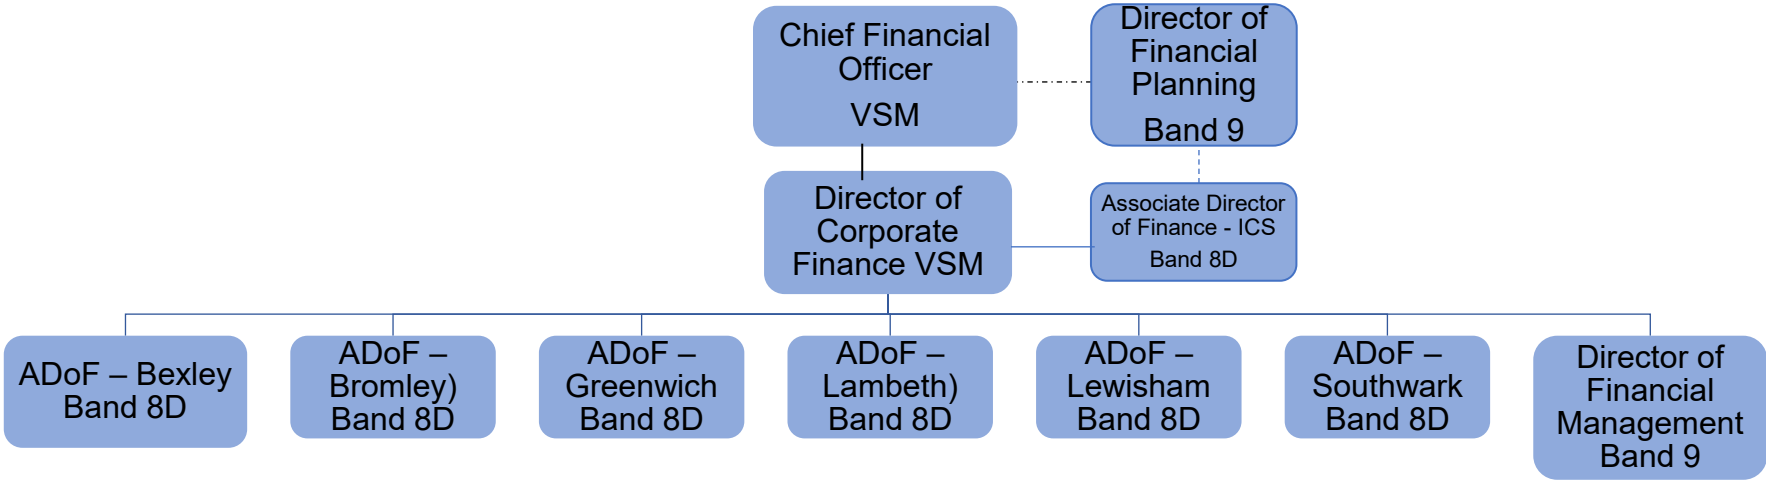 Chief Financial
Officer
VSM
Director of
Financial
Planning
Band 9
Director of
Corporate
Finance VSM
Associate Director
of Finance - ICS
Band 8D
ADoF – Bexley
Band 8D
ADoF –
Bromley)
Band 8D
ADoF –
Greenwich
Band 8D
ADoF –
Lambeth)
Band 8D
ADoF –
Lewisham
Band 8D
ADoF –
Southwark
Band 8D
Director of
Financial
Management
Band 9